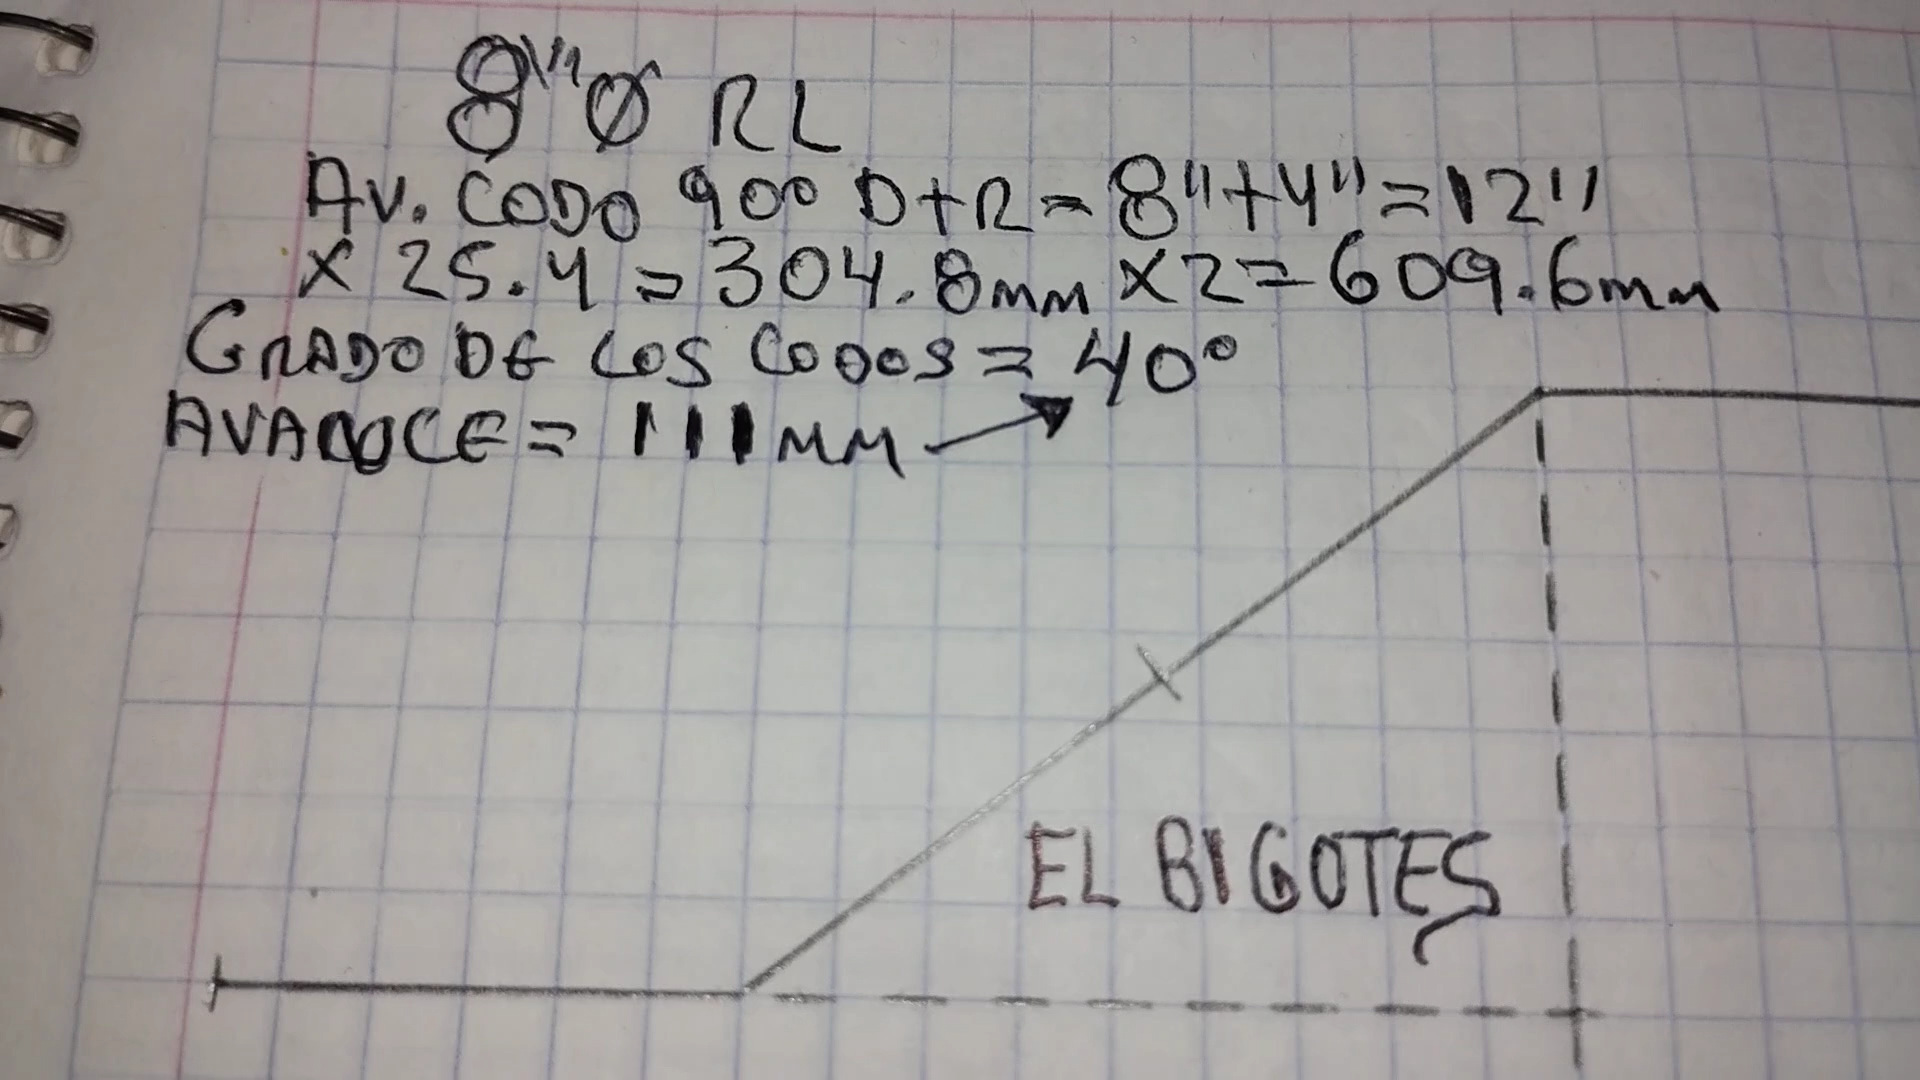 8"Ø RL
AV. CODO 90° D+R=8"+4"=12"
X 25.4=304.8mm X2=609.6mm
GRADO DE LOS CODOS=40°
AVANCE=111MM→
EL BIGOTES